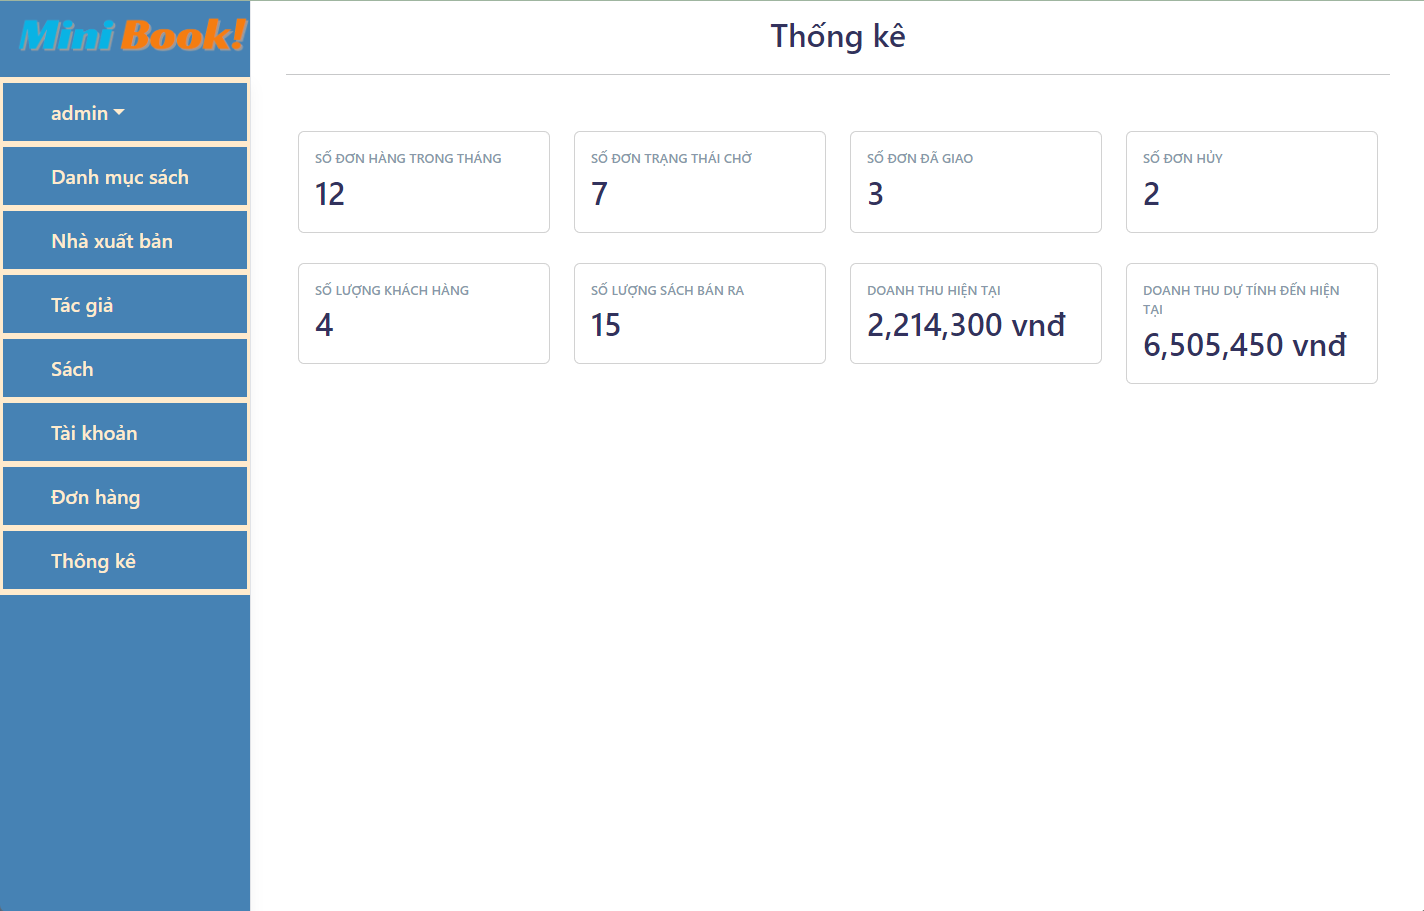 Mini Book!
admin
Danh mục sách
Nhà xuất bản
Tác giả
Sách
Tài khoản
Đơn hàng
Thông kê
Thống kê
SỐ ĐƠN HÀNG TRONG THÁNG
12
SỐ ĐƠN TRẠNG THÁI CHỜ
7
SỐ ĐƠN ĐÃ GIAO
3
SỐ ĐƠN HỦY
2
SỐ LƯỢNG KHÁCH HÀNG
4
SỐ LƯỢNG SÁCH BÁN RA
15
DOANH THU HIỆN TẠI
2,214,300 vnđ
DOANH THU DỰ TÍNH ĐẾN HIỆN
TẠI
6,505,450 vnđ